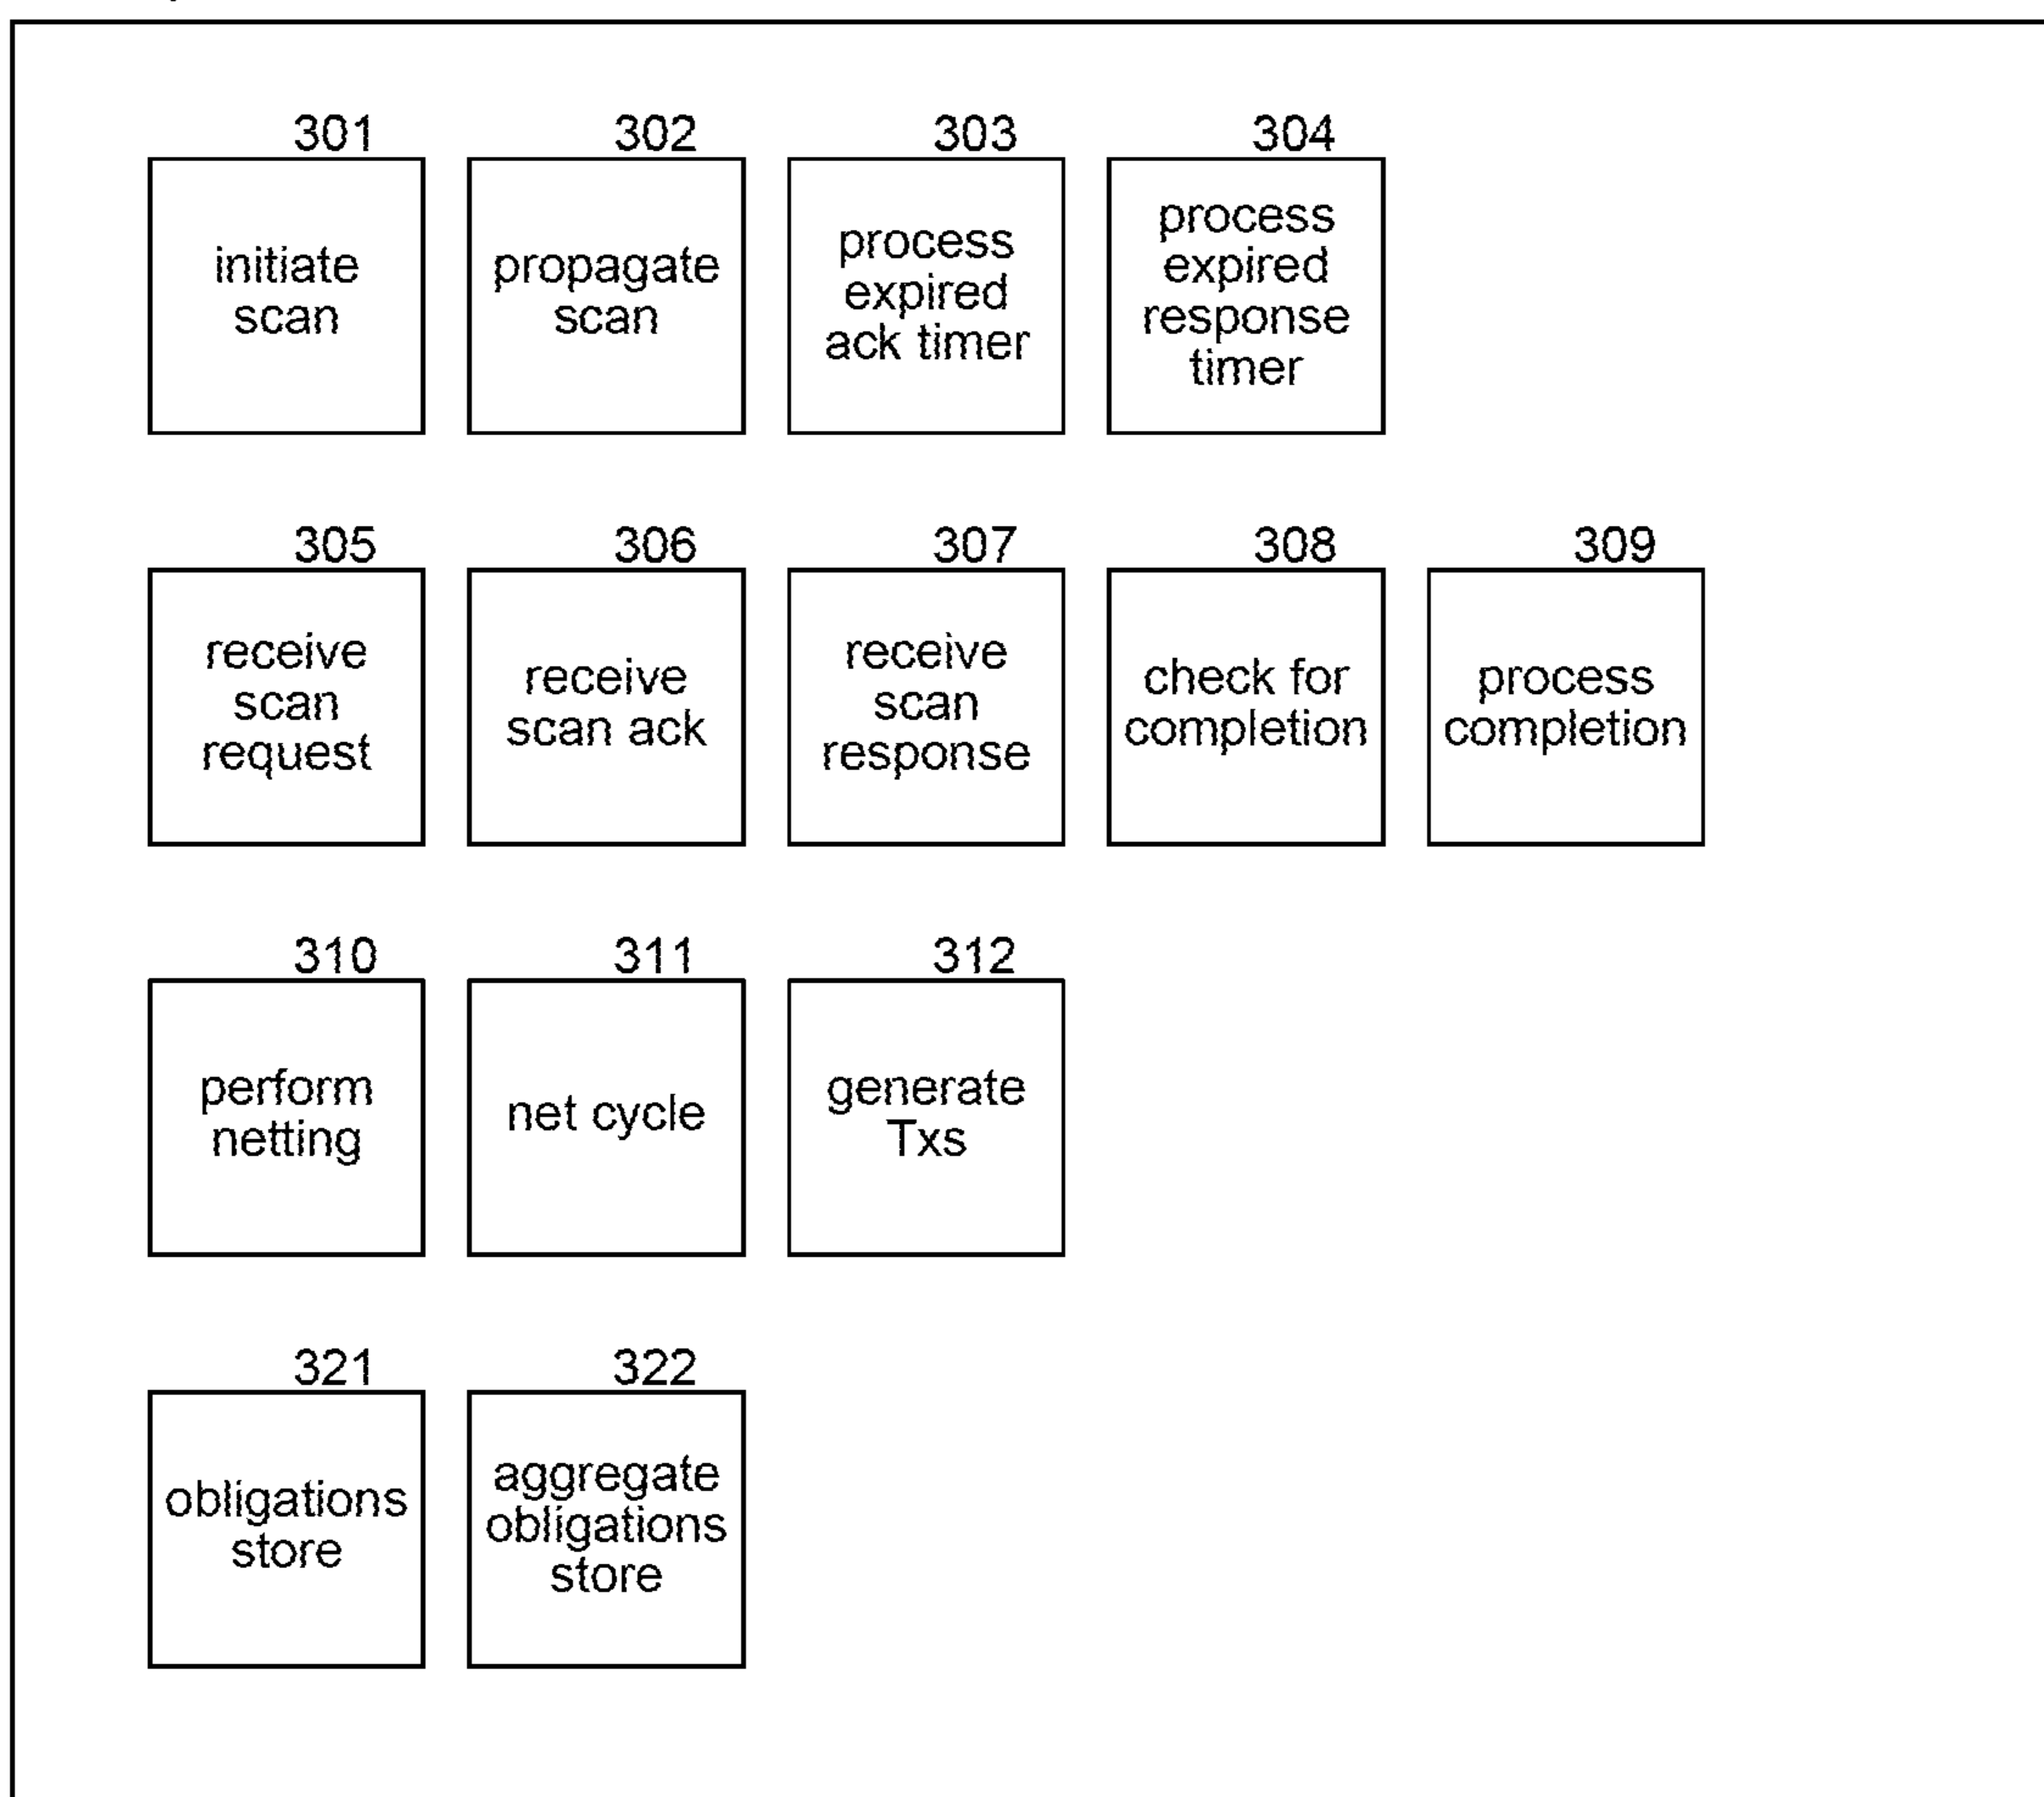 301
initiate
scan
302
propagate
scan
303
process
expired
ack timer
304
process
expired
response
timer
305
receive
scan
request
306
receive
scan ack
307
receive
scan
response
308
check for
completion
309
process
completion
310
perform
netting
311
net cycle
312
generate
Txs
321
obligations
store
322
aggregate
obligations
store